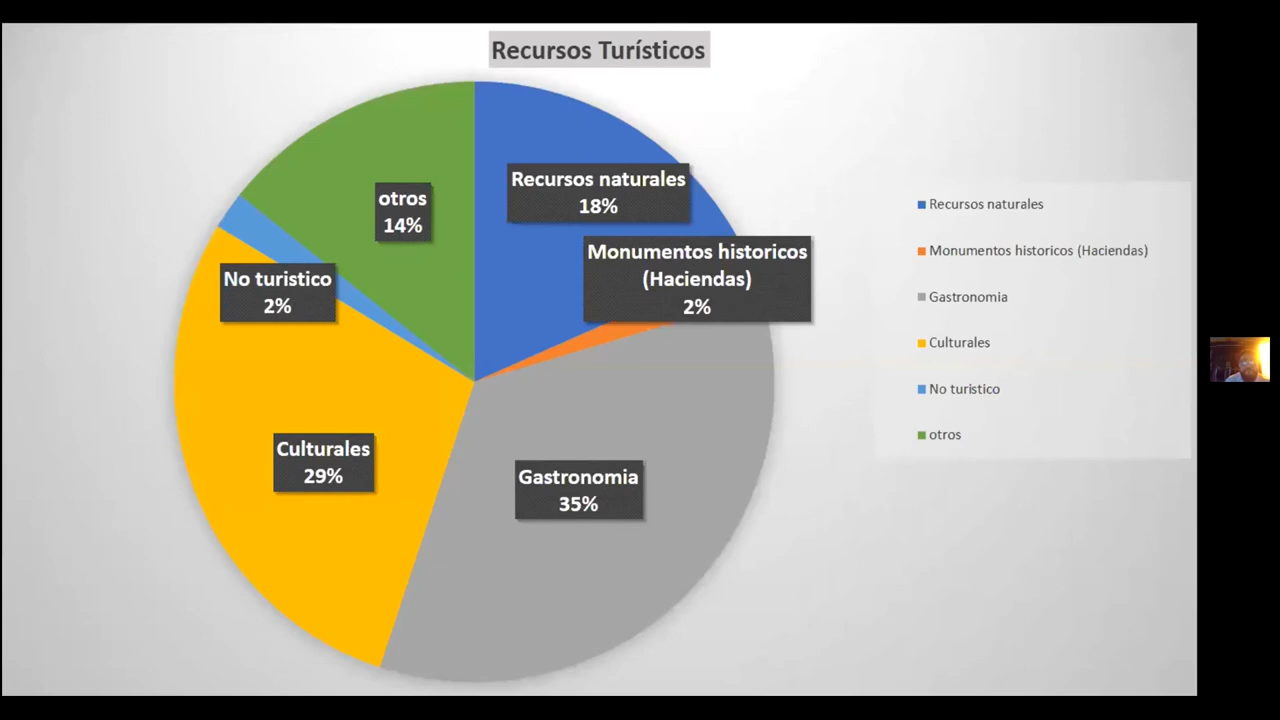 Recursos Turísticos
Recursos naturales
18%
Monumentos historicos
(Haciendas)
2%
otros
14%
No turistico
2%
Culturales
29%
Gastronomia
35%
Recursos naturales
Monumentos historicos (Haciendas)
Gastronomia
Culturales
No turistico
otros